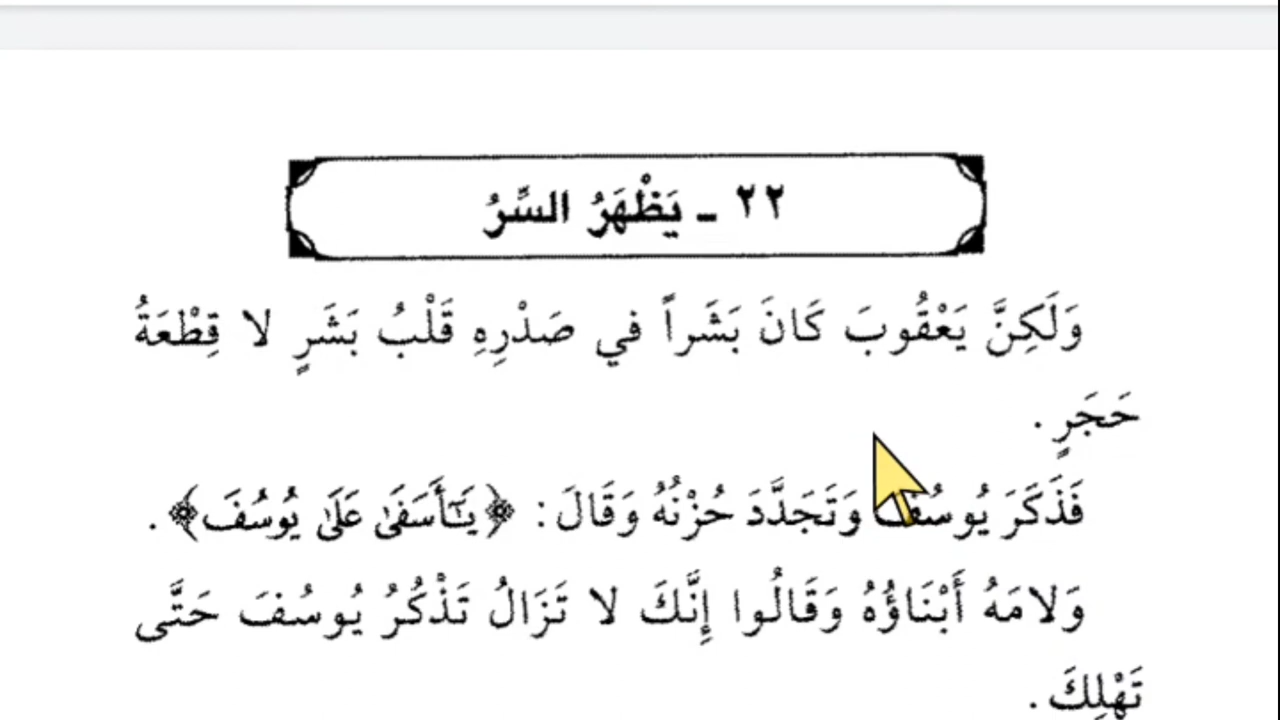 ٢٢ ـ يَظْهَرُ السِّرُ
وَلَكِنَّ يَعْقُوبَ كَانَ بَشَراً في صَدْرِهِ قَلْبُ بَشَرٍ لا قِطْعَةُ
حَجَرٍ .
فَذَكَرَ يُوسُفَ وَتَجَدَّدَ حُزْنُهُ وَقَالَ : ﴿يَـٰٓأَسَفَىٰ عَلَىٰ يُوسُفَ﴾ .
وَلامَهُ أَبْنَاؤُهُ وَقَالُوا إِنَّكَ لا تَزَالُ تَذْكُرُ يُوسُفَ حَتَّى
تَهْلِكَ .